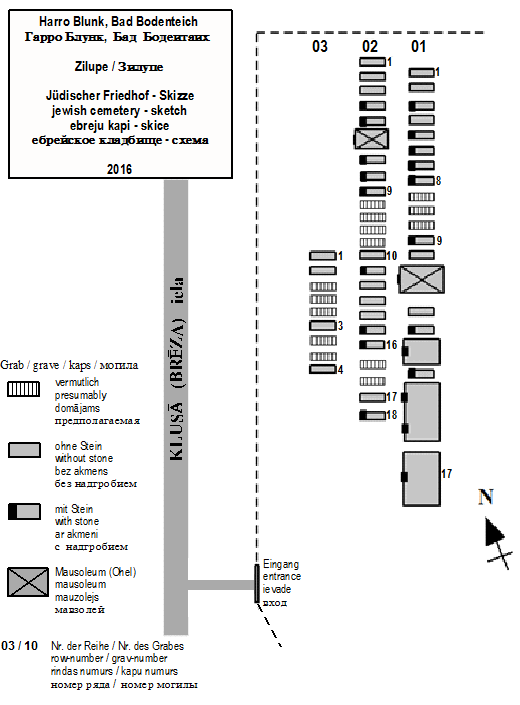 Harro Blunk, Bad Bodenteich
Гарро Блунк, Бад Бодентаих
Zilupe / Зилупе
Jüdischer Friedhof - Skizze
jewish cemetery - sketch
ebreju kapi - skice
еврейское кладбище - схема
2016
03 02 01
1
1
8
9
9
1
10
3
16
4
17
18
17
KLUSĀ (BRĒZA) iela
Grab / grave / kaps / могила
vermutlich
presumably
domājams
предполагаемая
ohne Stein
without stone
bez akmens
без надгробием
mit Stein
with stone
ar akmeni
с надгробием
Mausoleum (Ohel)
mausoleum
mauzolejs
мавзолей
N
Eingang
entrance
ievade
вход
03 / 10 Nr. der Reihe / Nr. des Grabes
row-number / grav-number
rindas numurs / kapu numurs
номер ряда / номер могилы